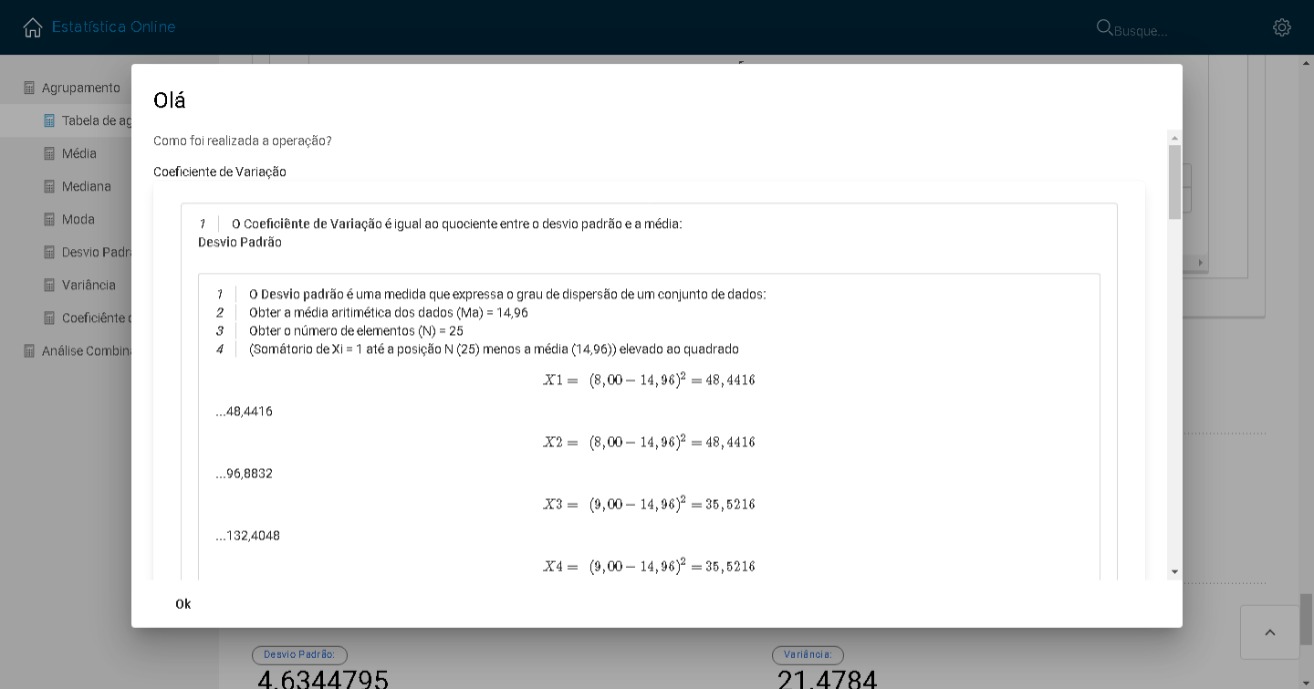 Estatística Online
Busque...
Agrupamento
Tabela de ag
Média
Mediana
Moda
Desvio Padr
Variância
Coeficiênte
Análise Combin
Olá
Como foi realizada a operação?
Coeficiente de Variação
1 O Coeficiênte de Variação é igual ao quociente entre o desvio padrão e a média:
Desvio Padrão
1 O Desvio padrão é uma medida que expressa o grau de dispersão de um conjunto de dados:
2 Obter a média aritimética dos dados (Ma) = 14,96
3 Obter o número de elementos (N) = 25
4 (Somátorio de Xi = 1 até a posição N (25) menos a média (14,96)) elevado ao quadrado
X1 = (8,00 − 14,96)² = 48,4416
...48,4416
X2 = (8,00 − 14,96)² = 48,4416
...96,8832
X3 = (9,00 − 14,96)² = 35,5216
...132,4048
X4 = (9,00 − 14,96)² = 35,5216
Ok
Desvio Padrão:
4.6344795
Variância:
21.4784